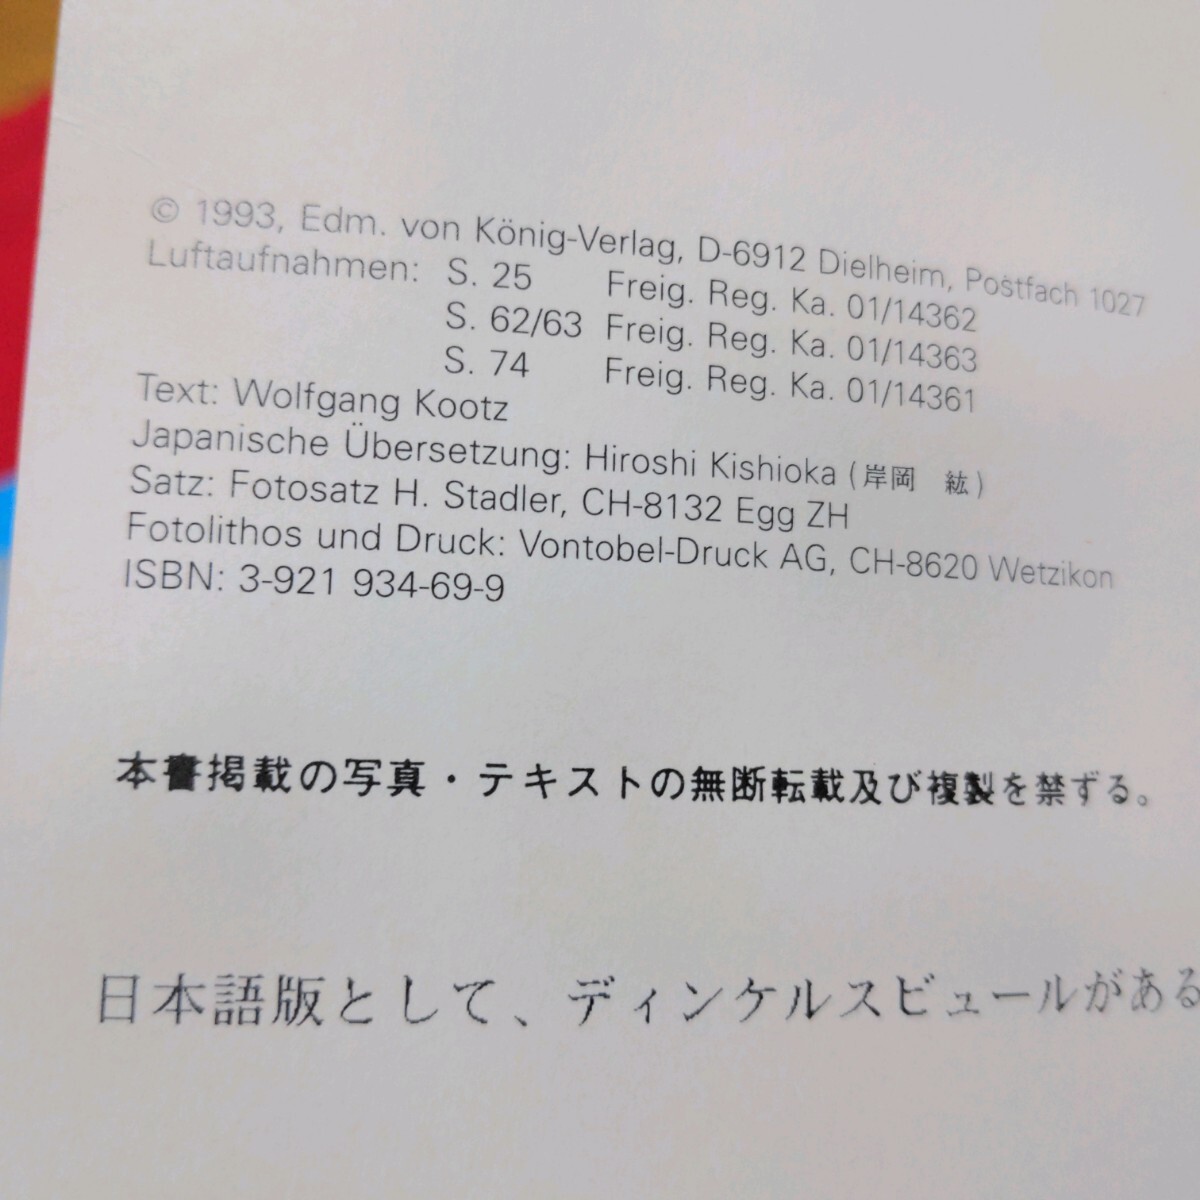 © 1993, Edm. von König-Verlag, D-6912 Dielheim, Postfach 1027
Luftaufnahmen: S. 25 Freig. Reg. Ka. 01/14362
S. 62/63 Freig. Reg. Ka. 01/14363
S. 74 Freig. Reg. Ka. 01/14361
Text: Wolfgang Kootz
Japanische Übersetzung: Hiroshi Kishioka (岸岡 紘)
Satz: Fotosatz H. Stadler, CH-8132 Egg ZH
Fotolithos und Druck: Vontobel-Druck AG, CH-8620 Wetzikon
ISBN: 3-921 934-69-9
本書掲載の写真・テキストの無断転載及び複製を禁ずる。
日本語版として、ディンケルスビュールがある